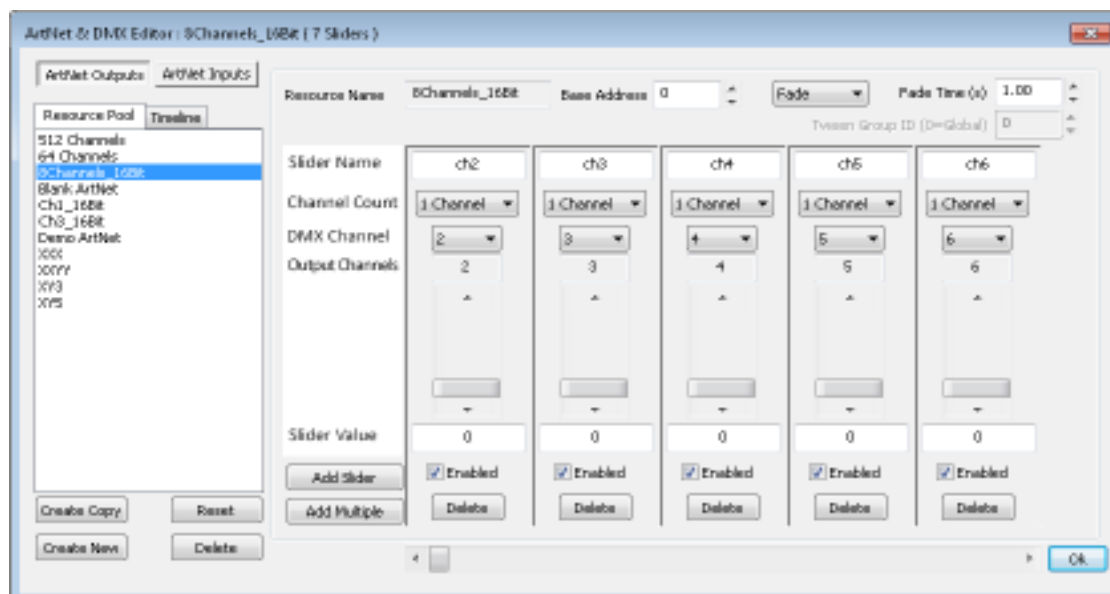 ArtNet & DMX Editor : 8Channels_16Bit ( 7 Sliders )
ArtNet Outputs ArtNet Inputs
Resource Pool Timeline
512 Channels
64 Channels
8Channels_16Bit
Blank ArtNet
Ch1_16Bit
Ch3_16Bit
Demo ArtNet
XXX
XXYY
XY3
XY5
Create Copy Reset
Create New Delete
Resource Name 8Channels_16Bit Base Address 0 Fade Fade Time (s) 1.00
Tween Group ID (0=Global) 0
Slider Name ch2 ch3 ch4 ch5 ch6
Channel Count 1 Channel 1 Channel 1 Channel 1 Channel 1 Channel
DMX Channel 2 3 4 5 6
Output Channels 2 3 4 5 6
Slider Value 0 0 0 0 0
Add Slider Enabled Enabled Enabled Enabled Enabled
Add Multiple Delete Delete Delete Delete Delete
Ok